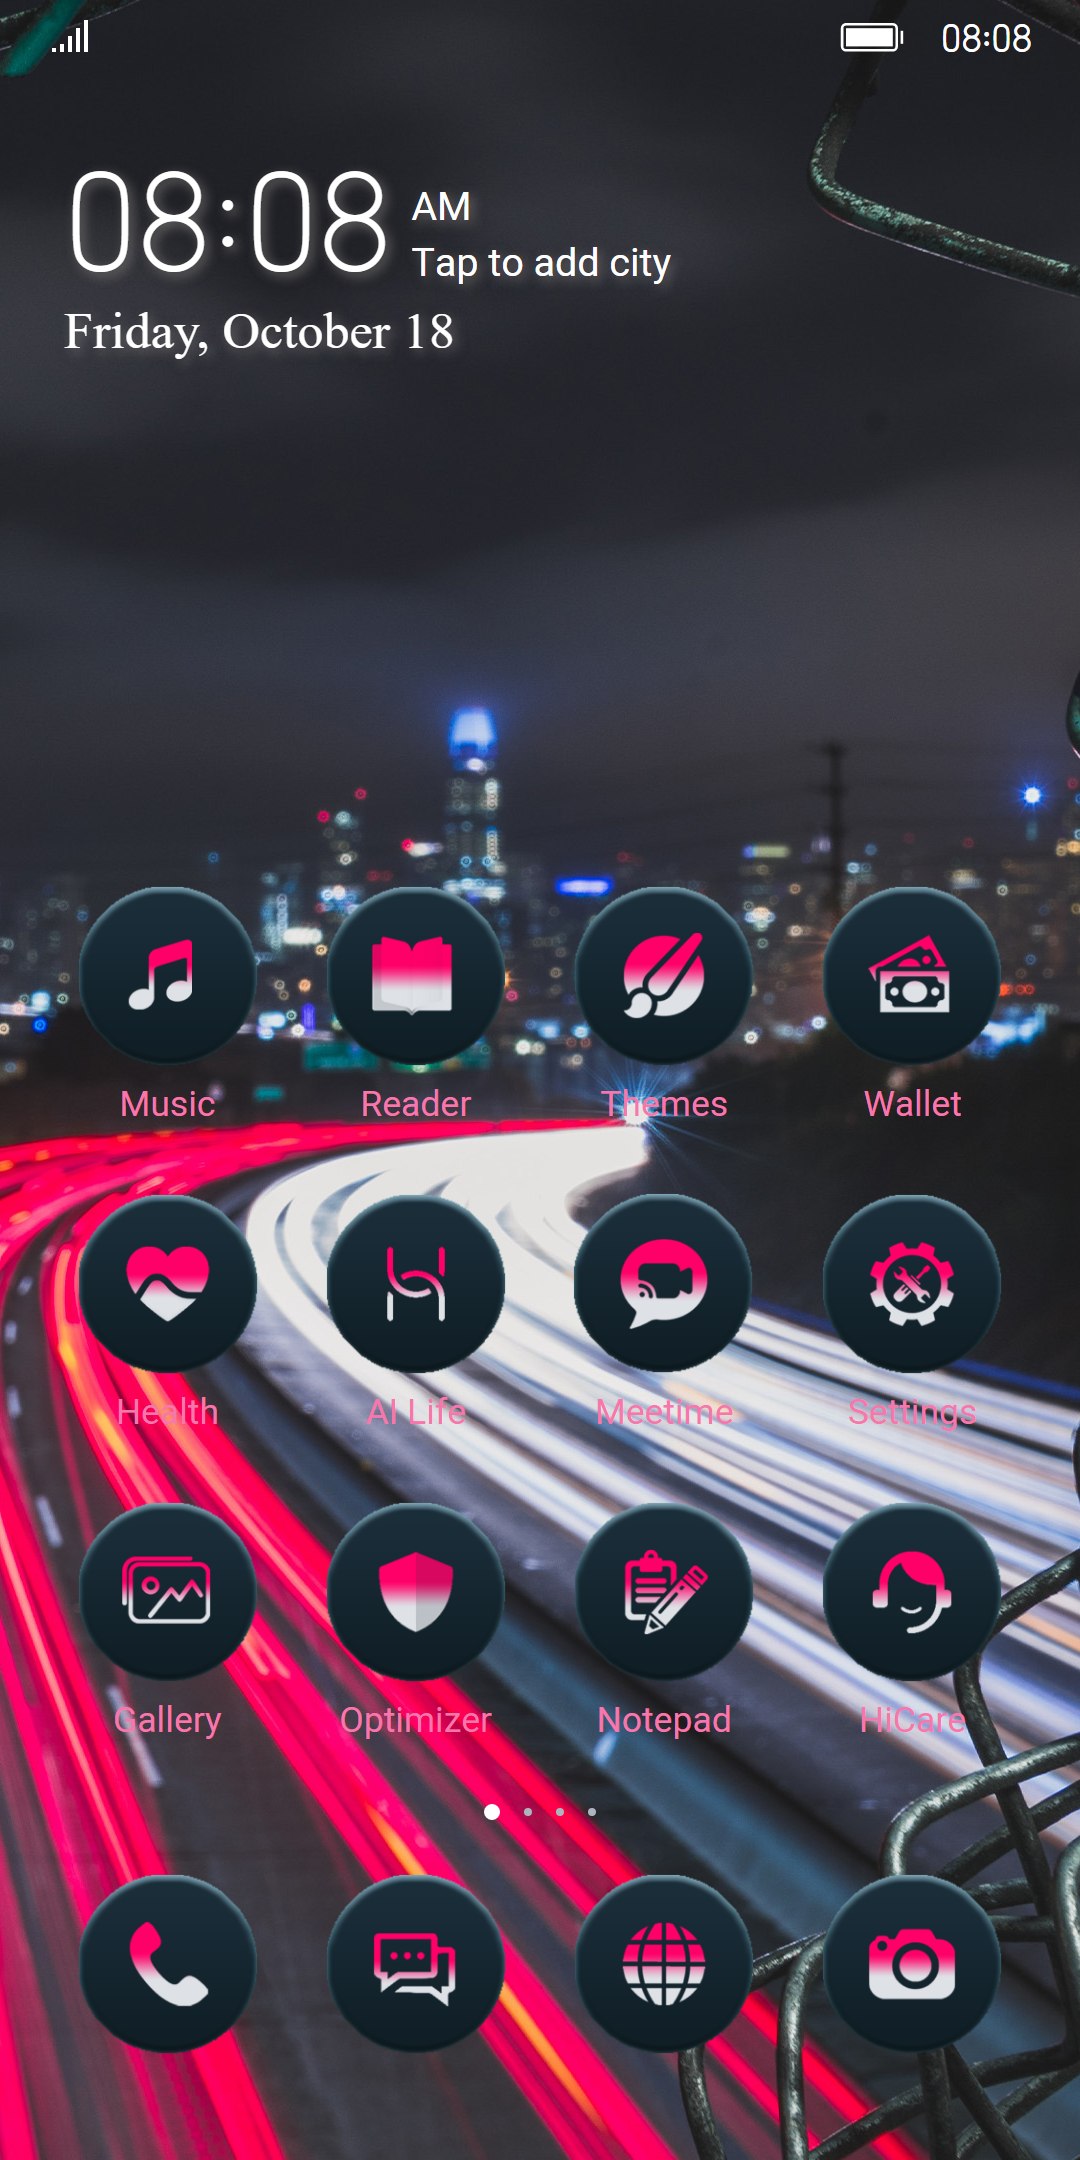 08:08
08:08 AM
Tap to add city
Friday, October 18
Music Reader Themes Wallet
Health AI Life Meetime Settings
Gallery Optimizer Notepad HiCare